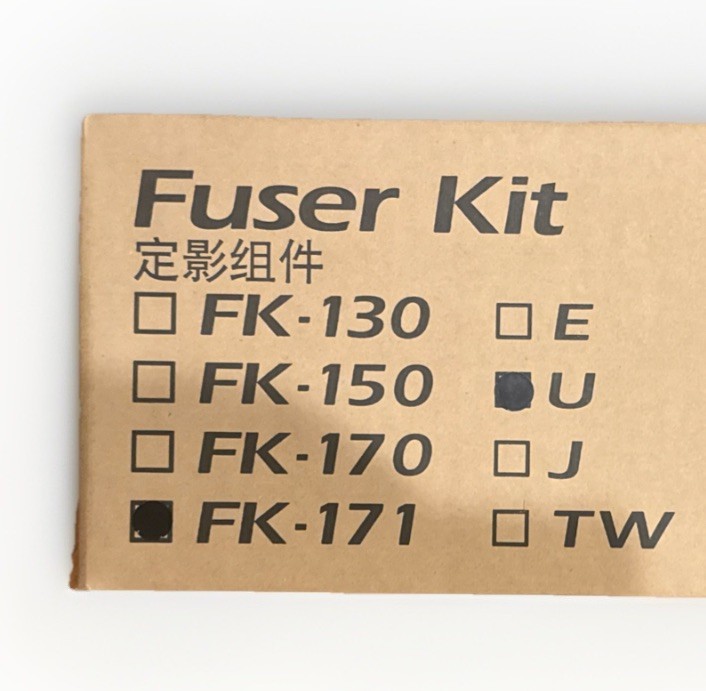 Fuser Kit
定影组件
☐ FK-130 ☐ E
☐ FK-150 ☑ U
☐ FK-170 ☐ J
☑ FK-171 ☐ TW